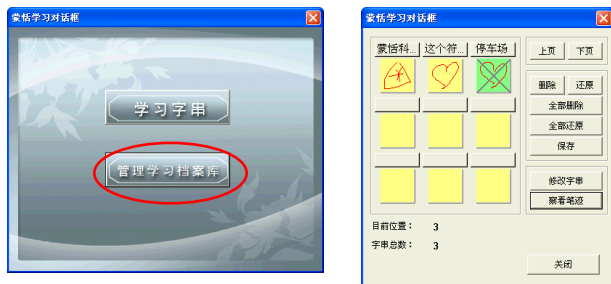 蒙恬学习对话框
学习字串
管理学习档案库
蒙恬学习对话框
蒙恬科... 这个符... 停车场
上页 下页
删除 还原
全部删除
全部还原
保存
修改字串
察看笔迹
目前位置: 3
字串总数: 3
关闭